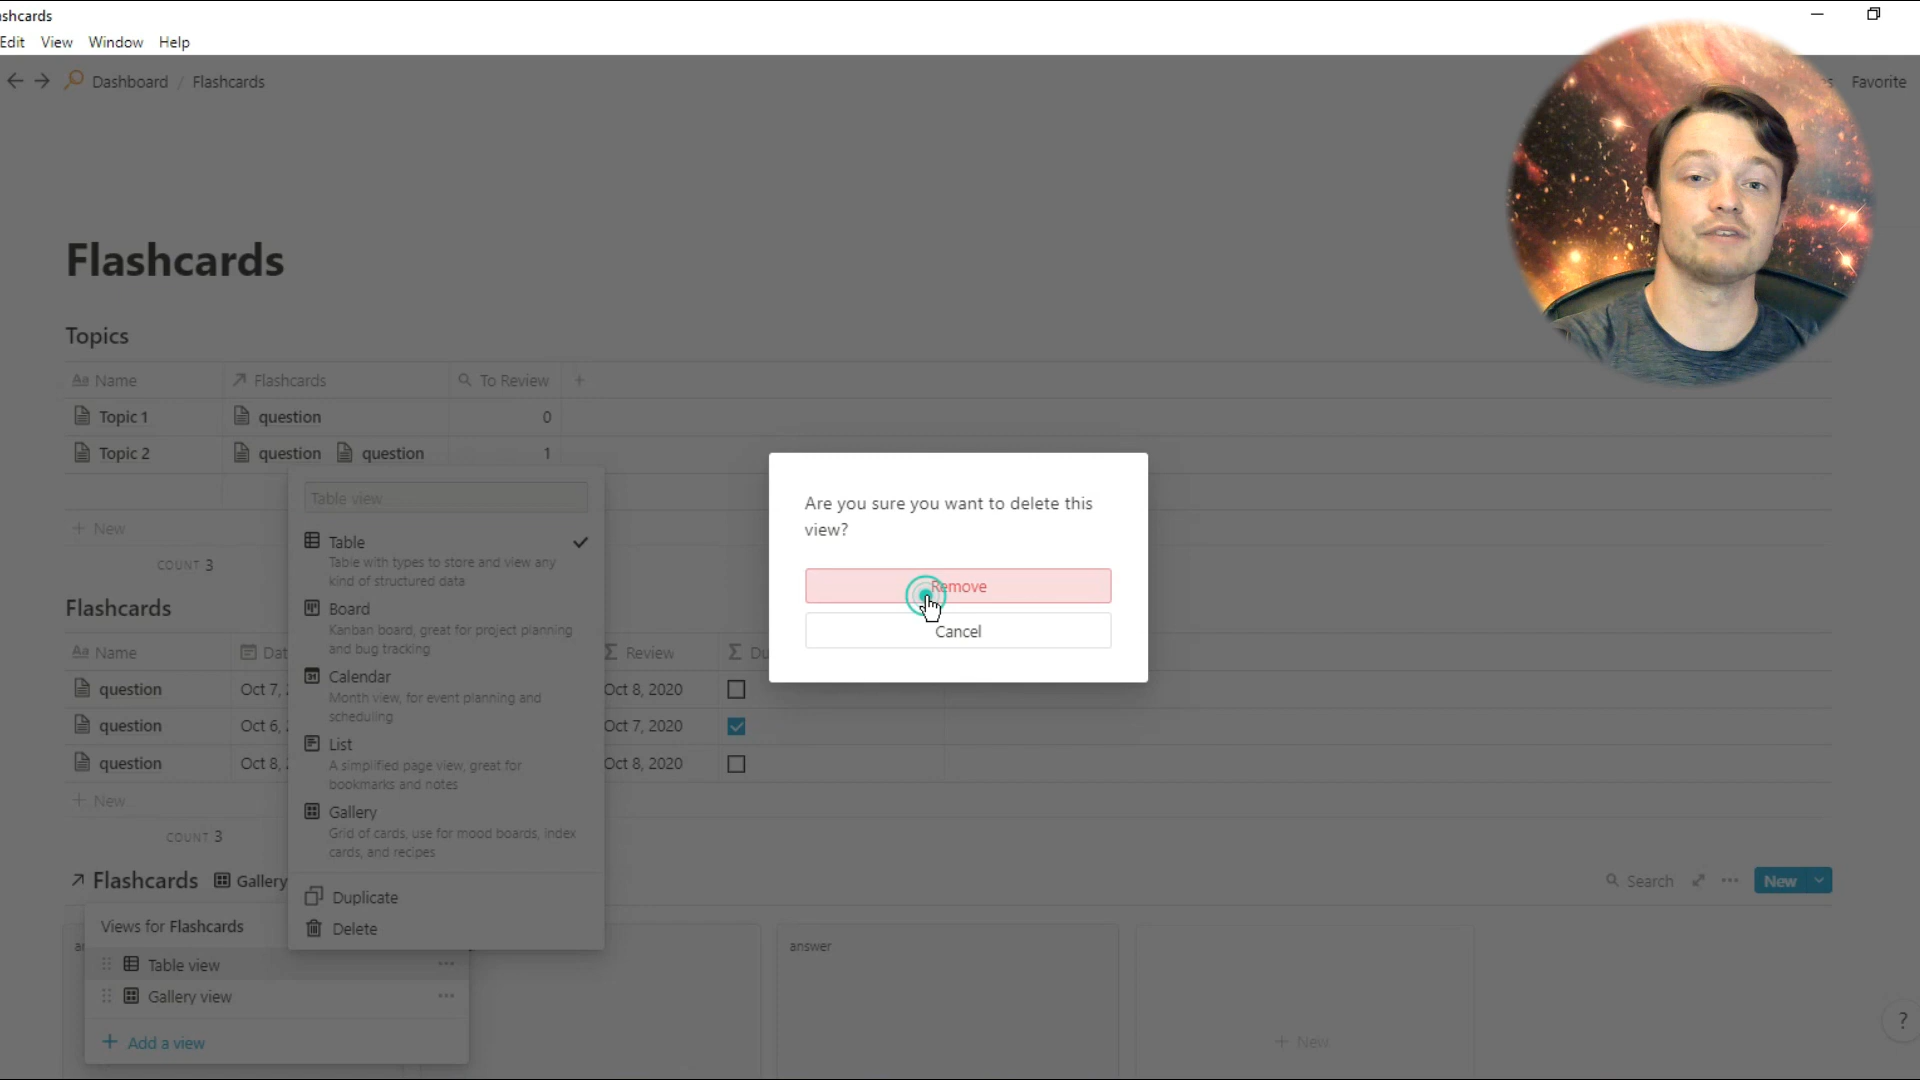 shcards
Edit View Window Help
Dashboard / Flashcards
Favorite
Flashcards
Topics
Aa Name Flashcards To Review +
Topic 1 question 0
Topic 2 question question 1
+ New
COUNT 3
Table view
Table
Table with types to store and view any
kind of structured data
Board
Kanban board, great for project planning
and bug tracking
Calendar
Month view, for event planning and
scheduling
List
A simplified page view, great for
bookmarks and notes
Gallery
Grid of cards, use for mood boards, index
cards, and recipes
Duplicate
Delete
Are you sure you want to delete this
view?
Remove
Cancel
Flashcards
Aa Name Dat Σ Review Σ Du
question Oct 7, Oct 8, 2020
question Oct 6, Oct 7, 2020
question Oct 8, Oct 8, 2020
+ New
COUNT 3
Flashcards Gallery
Search ··· New
Views for Flashcards
Table view ···
Gallery view ···
+ Add a view
answer
+ New
?